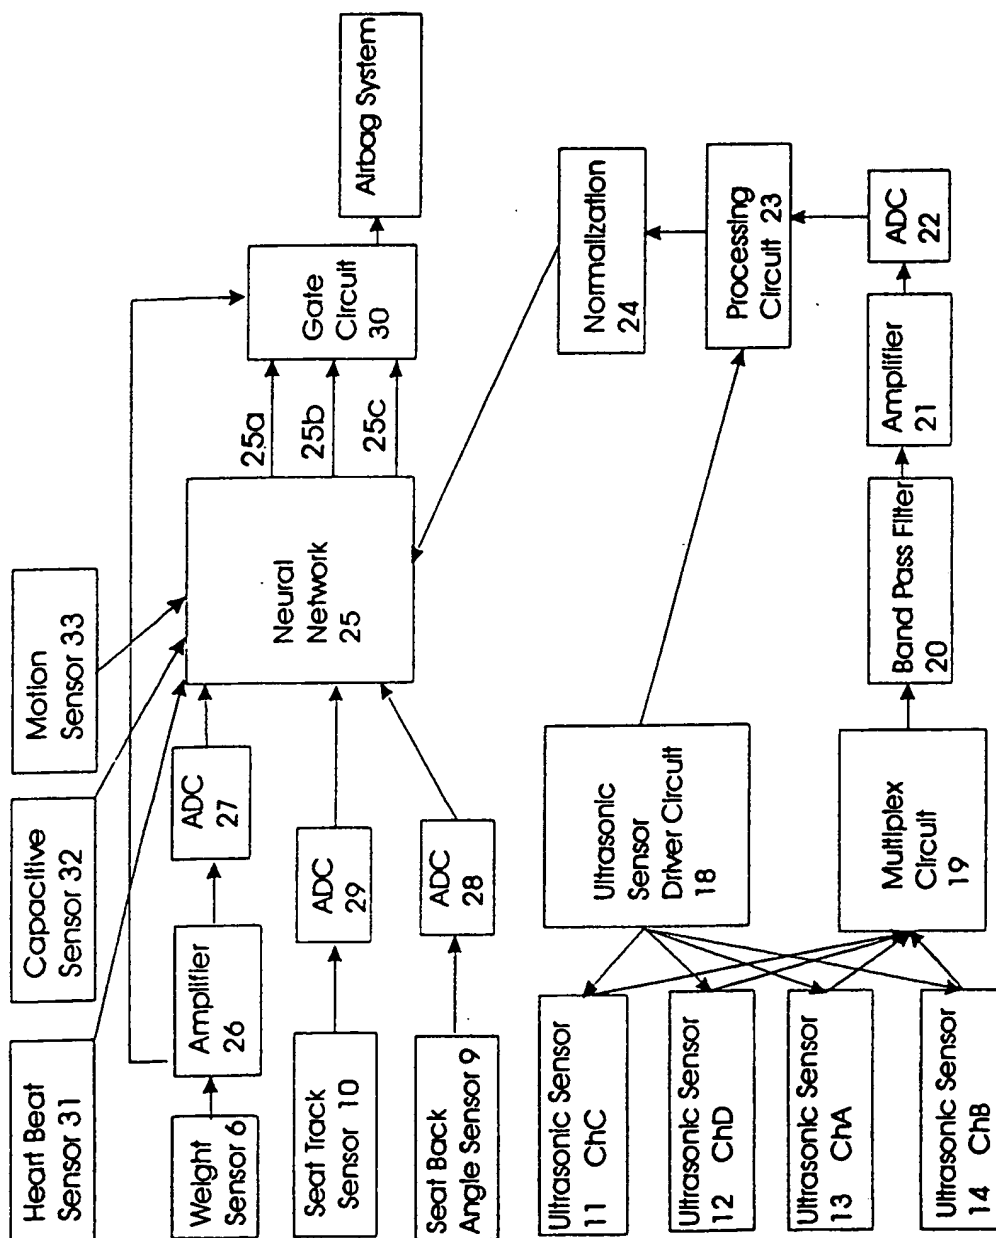 Heart Beat
Sensor 31
Capacitive
Sensor 32
Motion
Sensor 33
Weight
Sensor 6
Amplifier
26
ADC
27
Seat Track
Sensor 10
ADC
29
Seat Back
Angle Sensor 9
ADC
28
Neural
Network
25
25a
25b
25c
Gate
Circuit
30
Airbag System
Ultrasonic Sensor
11 ChC
Ultrasonic Sensor
12 ChD
Ultrasonic Sensor
13 ChA
Ultrasonic Sensor
14 ChB
Ultrasonic
Sensor
Driver Circuit
18
Multiplex
Circuit
19
Band Pass Filter
20
Amplifier
21
ADC
22
Processing
Circuit 23
Normalization
24